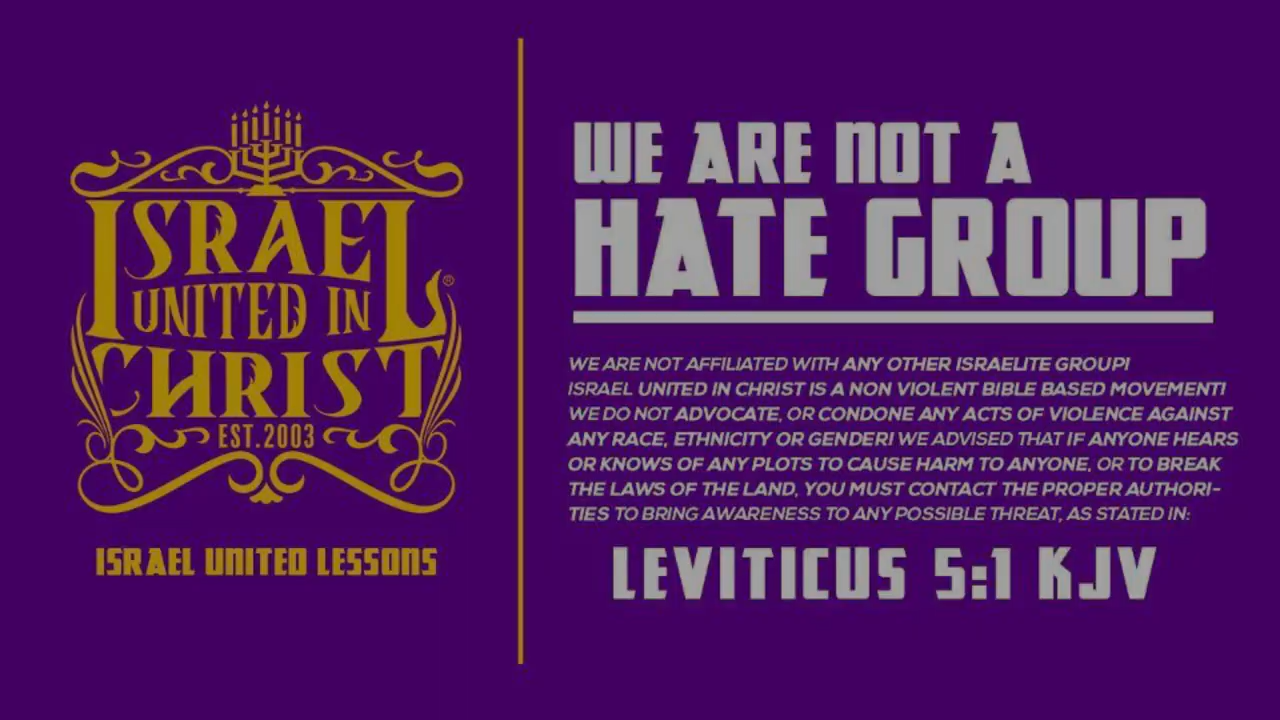 ISRAEL
UNITED IN
CHRIST®
EST.2003
ISRAEL UNITED LESSONS
WE ARE NOT A
HATE GROUP
WE ARE NOT AFFILIATED WITH ANY OTHER ISRAELITE GROUP!
ISRAEL UNITED IN CHRIST IS A NON VIOLENT BIBLE BASED MOVEMENT!
WE DO NOT ADVOCATE, OR CONDONE ANY ACTS OF VIOLENCE AGAINST
ANY RACE, ETHNICITY OR GENDER! WE ADVISED THAT IF ANYONE HEARS
OR KNOWS OF ANY PLOTS TO CAUSE HARM TO ANYONE, OR TO BREAK
THE LAWS OF THE LAND, YOU MUST CONTACT THE PROPER AUTHORI-
TIES TO BRING AWARENESS TO ANY POSSIBLE THREAT, AS STATED IN:
LEVITICUS 5:1 KJV